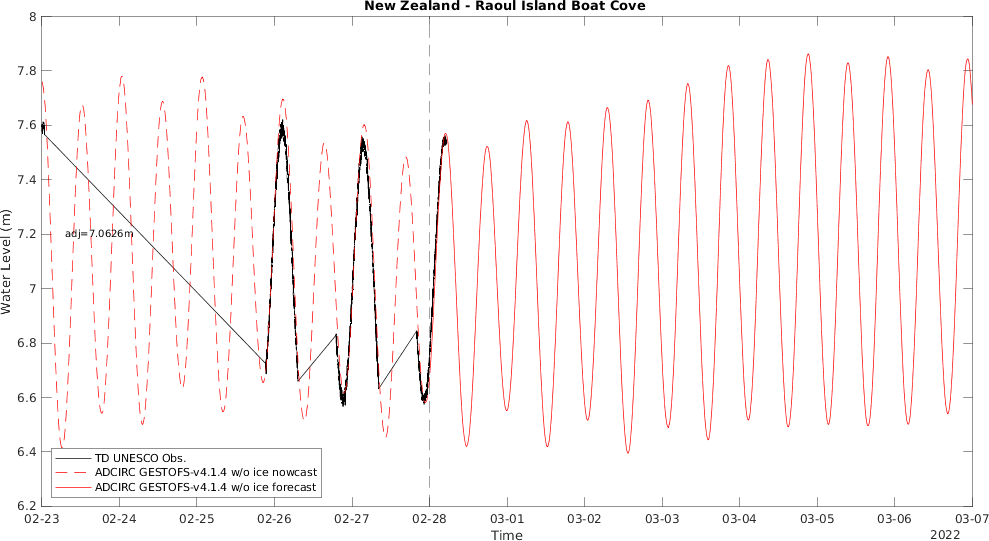 New Zealand - Raoul Island Boat Cove
8
7.8
7.6
7.4
7.2
7
6.8
6.6
6.4
6.2
Water Level (m)
adj=7.0626m
TD UNESCO Obs.
ADCIRC GESTOFS-v4.1.4 w/o ice nowcast
ADCIRC GESTOFS-v4.1.4 w/o ice forecast
02-23 02-24 02-25 02-26 02-27 02-28 03-01 03-02 03-03 03-04 03-05 03-06 03-07
Time
2022